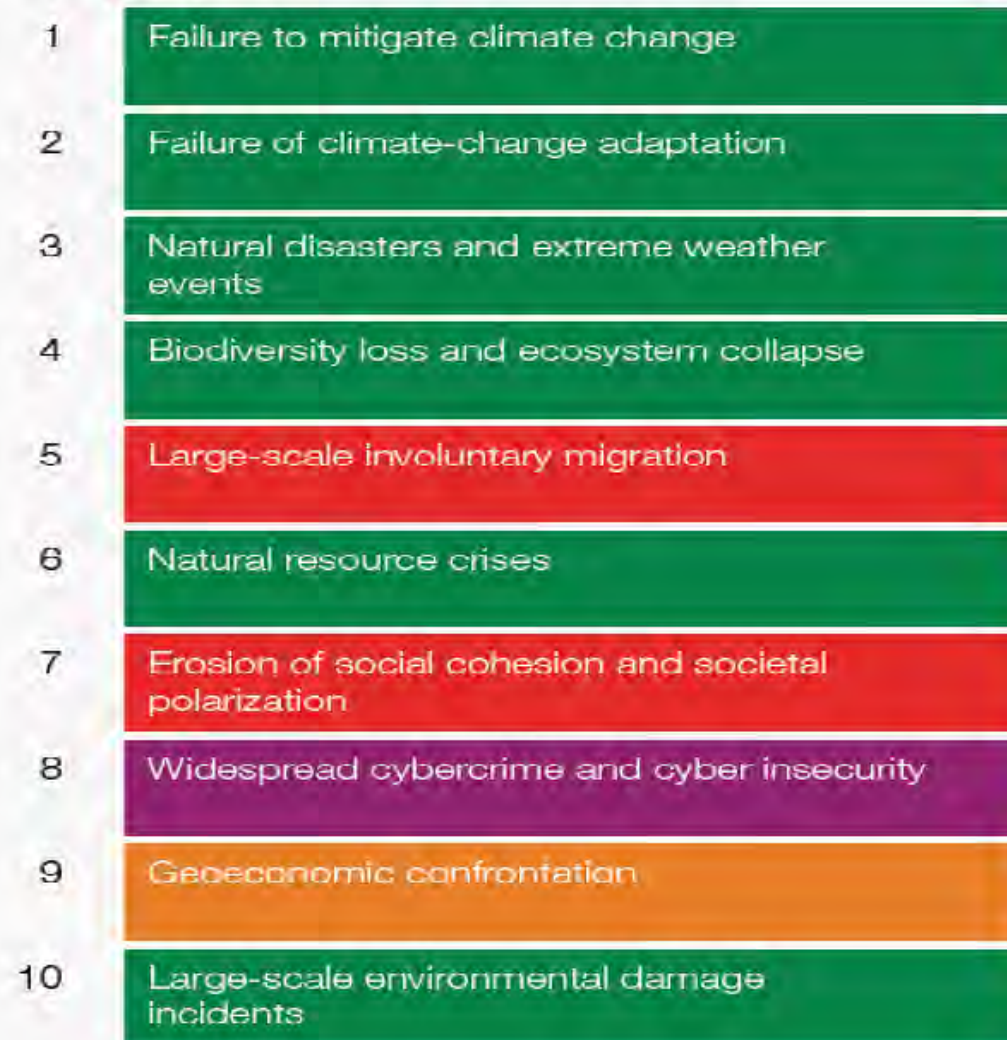 1 Failure to mitigate climate change
2 Failure of climate-change adaptation
3 Natural disasters and extreme weather
events
4 Biodiversity loss and ecosystem collapse
5 Large-scale involuntary migration
6 Natural resource crises
7 Erosion of social cohesion and societal
polarization
8 Widespread cybercrime and cyber insecurity
9 Geoeconomic confrontation
10 Large-scale environmental damage
incidents